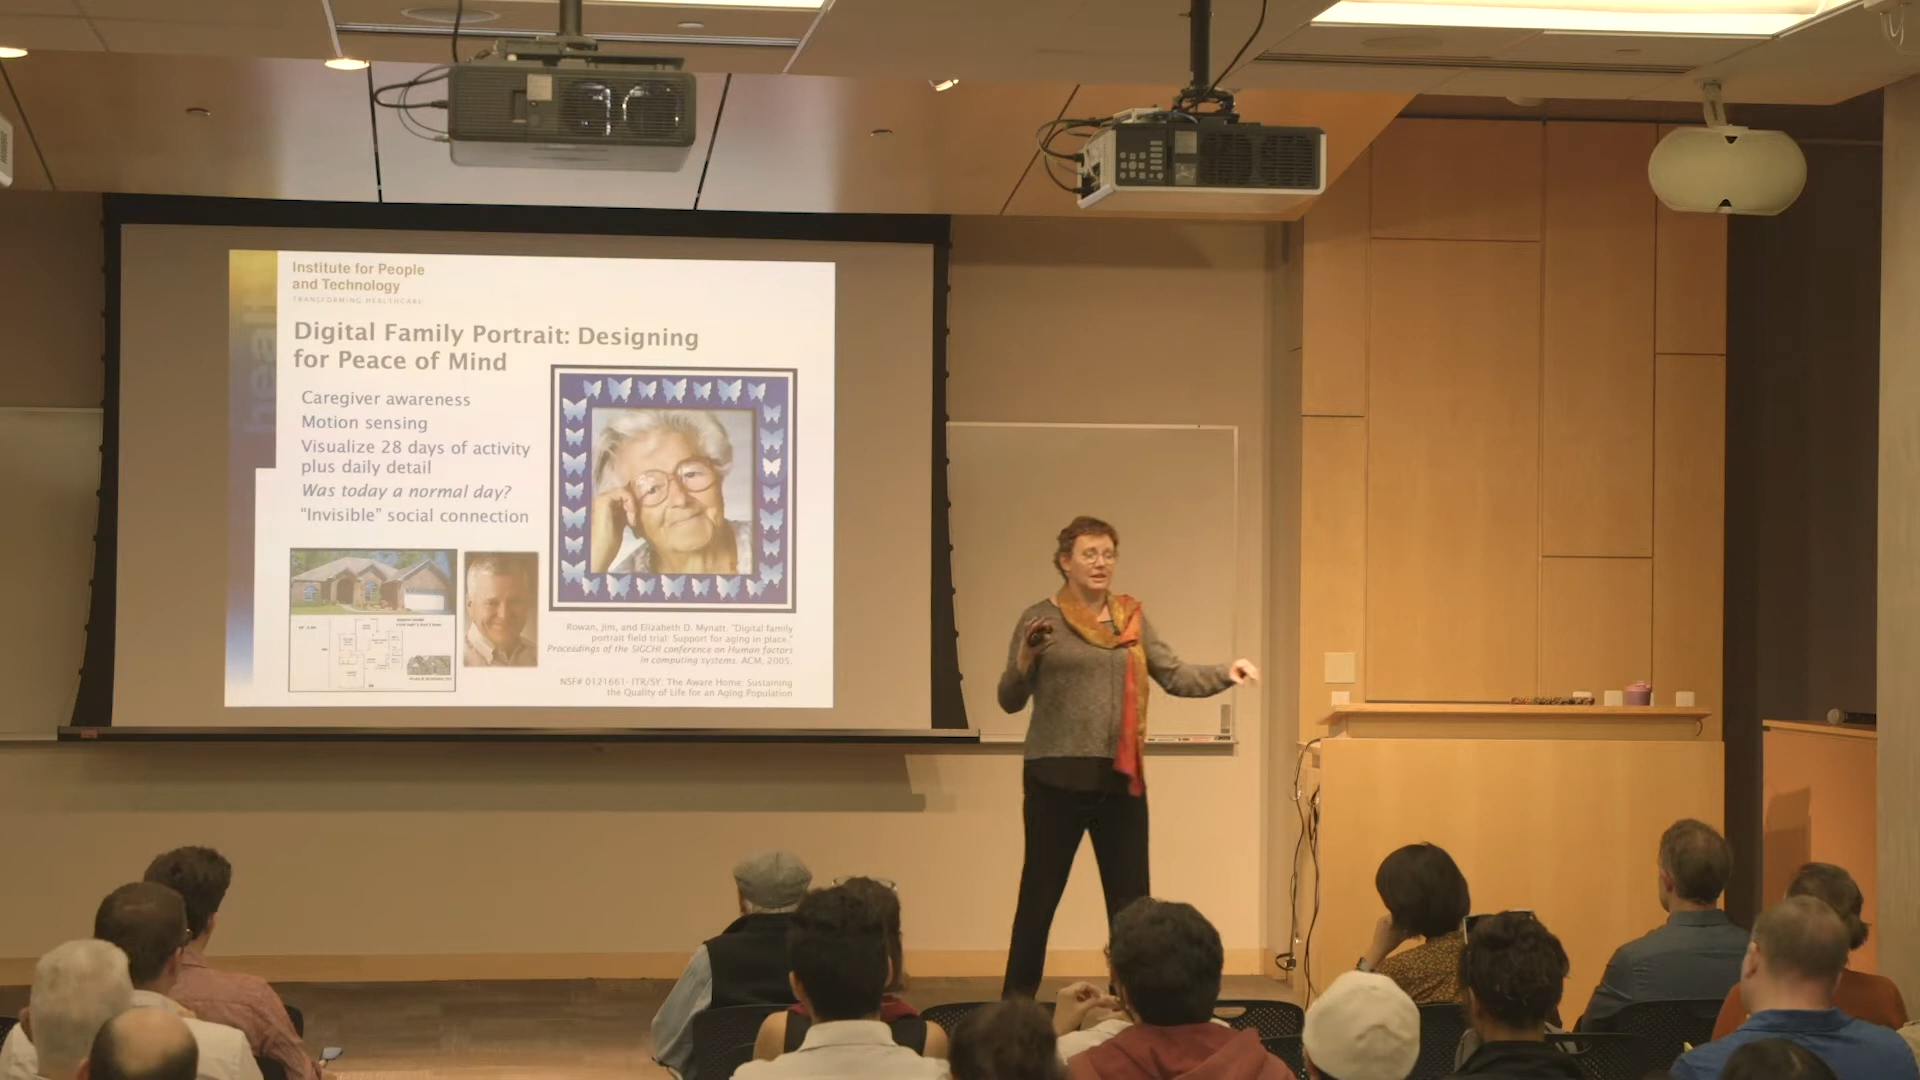 Institute for People
and Technology
TRANSFORMING HEALTHCARE
heal
Digital Family Portrait: Designing
for Peace of Mind
Caregiver awareness
Motion sensing
Visualize 28 days of activity
plus daily detail
Was today a normal day?
"Invisible" social connection
Rowan, Jim, and Elizabeth D. Mynatt. "Digital family
portrait field trial: Support for aging in place."
Proceedings of the SIGCHI conference on Human factors
in computing systems. ACM, 2005.
NSF# 0121661- ITR/SY: The Aware Home: Sustaining
the Quality of Life for an Aging Population